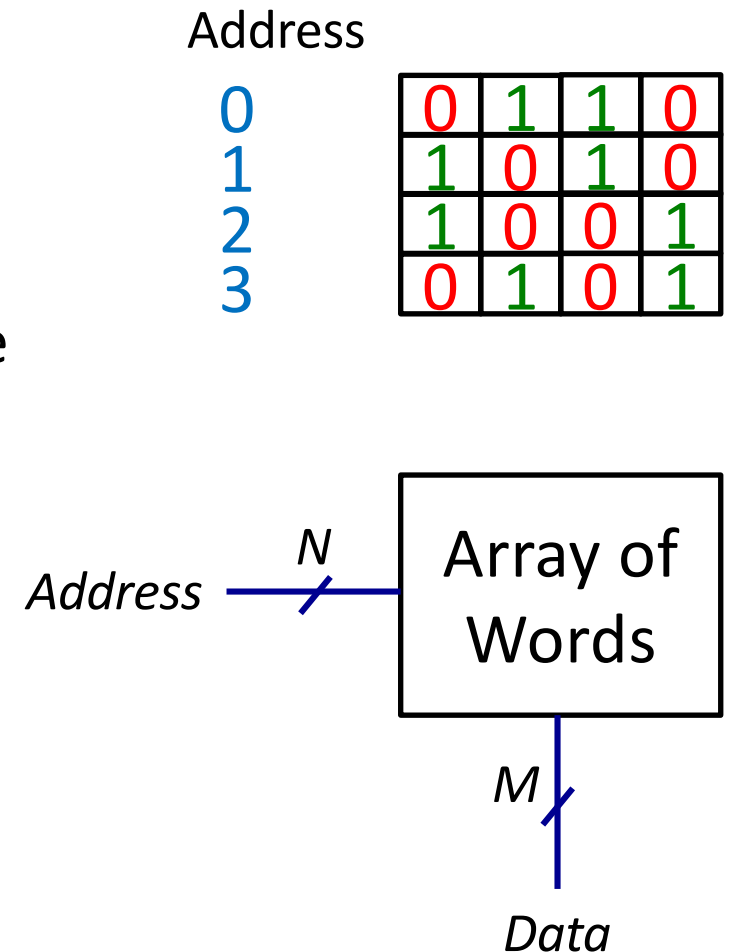 Address
0 0 1 1 0
1 1 0 1 0
2 1 0 0 1
3 0 1 0 1
e
N
Address
Array of
Words
M
Data